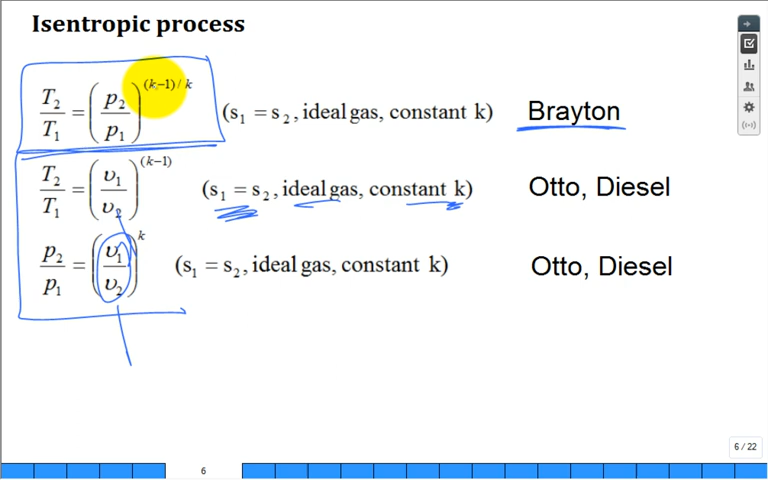 Isentropic process
T₂/T₁ = (p₂/p₁)^(k−1)/k (s₁ = s₂, ideal gas, constant k) Brayton
T₂/T₁ = (υ₁/υ₂)^(k−1) (s₁ = s₂, ideal gas, constant k) Otto, Diesel
p₂/p₁ = (υ₁/υ₂)^k (s₁ = s₂, ideal gas, constant k) Otto, Diesel
6 / 22
6